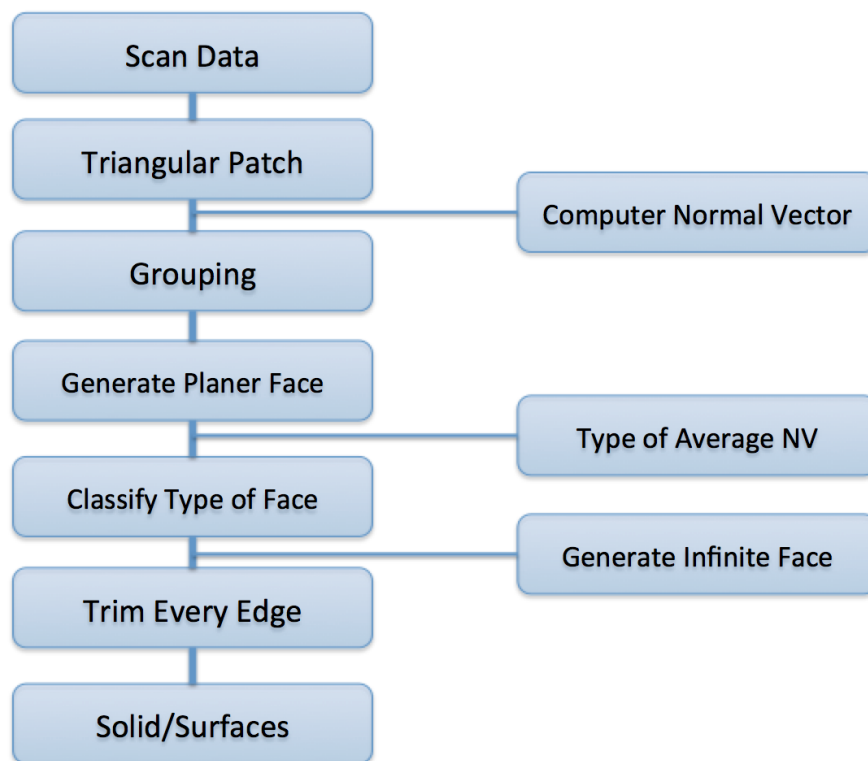 Scan Data
Triangular Patch
Computer Normal Vector
Grouping
Generate Planer Face
Type of Average NV
Classify Type of Face
Generate Infinite Face
Trim Every Edge
Solid/Surfaces